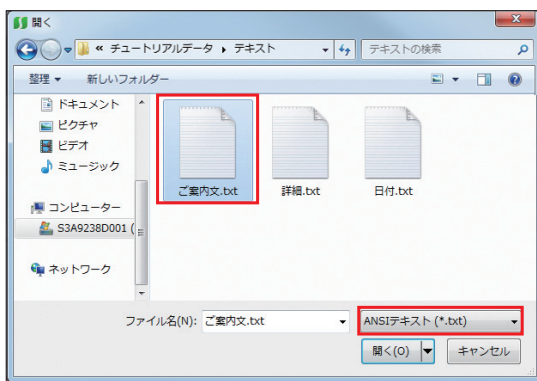 開く
« チュートリアルデータ ▸ テキスト
テキストの検索
整理 ▼ 新しいフォルダー
ドキュメント
ピクチャ
ビデオ
ミュージック
コンピューター
S3A9238D001 (
ネットワーク
ご案内文.txt
詳細.txt
日付.txt
ファイル名(N): ご案内文.txt
ANSIテキスト (*.txt)
開く(O)
キャンセル